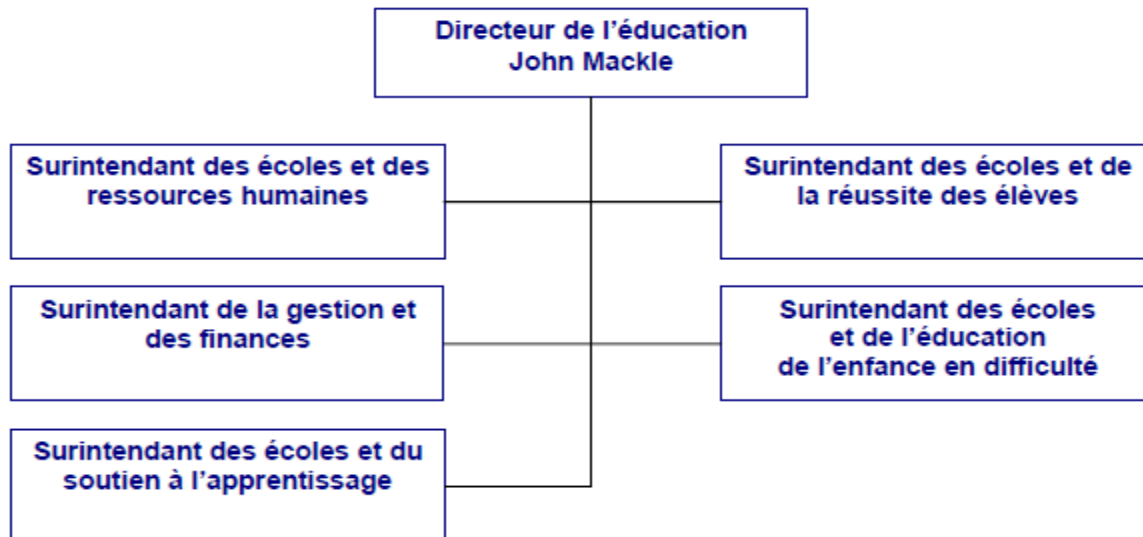 Directeur de l’éducation
John Mackle
Surintendant des écoles et des
ressources humaines
Surintendant des écoles et de
la réussite des élèves
Surintendant de la gestion et
des finances
Surintendant des écoles
et de l’éducation
de l’enfance en difficulté
Surintendant des écoles et du
soutien à l’apprentissage